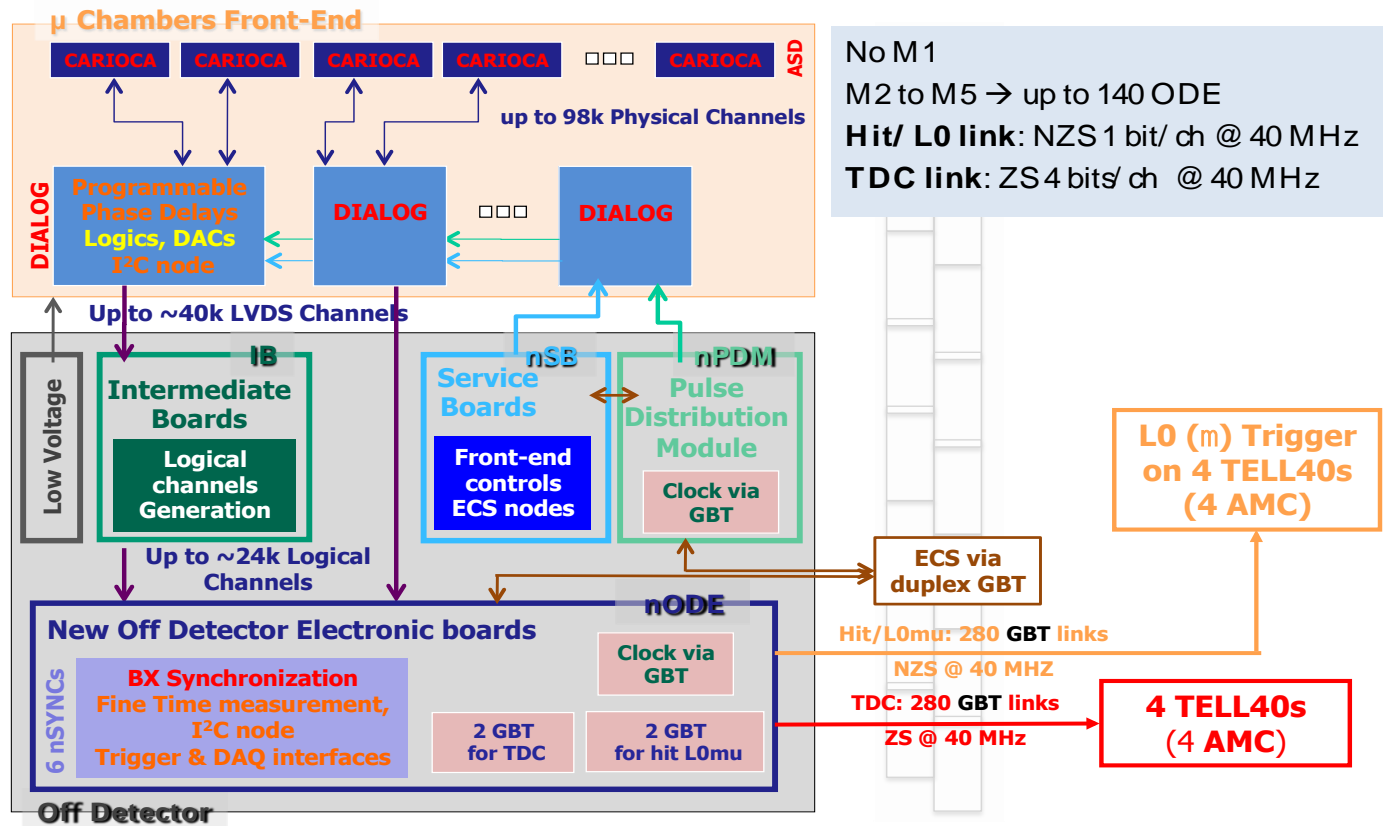 µ Chambers Front-End
CARIOCA
CARIOCA
CARIOCA
CARIOCA
CARIOCA
ASD
up to 98k Physical Channels
DIALOG
Programmable
Phase Delays
Logics, DACs
I²C node
DIALOG
DIALOG
No M1
M2 to M5 → up to 140 ODE
Hit/ L0 link: NZS 1 bit/ ch @ 40 MHz
TDC link: ZS 4 bits/ ch @ 40 MHz
Up to ~40k LVDS Channels
Low Voltage
IB
Intermediate
Boards
Logical
channels
Generation
nSB
Service
Boards
Front-end
controls
ECS nodes
nPDM
Pulse
Distribution
Module
Clock via
GBT
L0 (m) Trigger
on 4 TELL40s
(4 AMC)
Up to ~24k Logical
Channels
ECS via
duplex GBT
nODE
New Off Detector Electronic boards
6 nSYNCs
BX Synchronization
Fine Time measurement,
I²C node
Trigger & DAQ interfaces
Clock via
GBT
2 GBT
for TDC
2 GBT
for hit L0mu
Hit/L0mu: 280 GBT links
NZS @ 40 MHZ
TDC: 280 GBT links
ZS @ 40 MHz
4 TELL40s
(4 AMC)
Off Detector